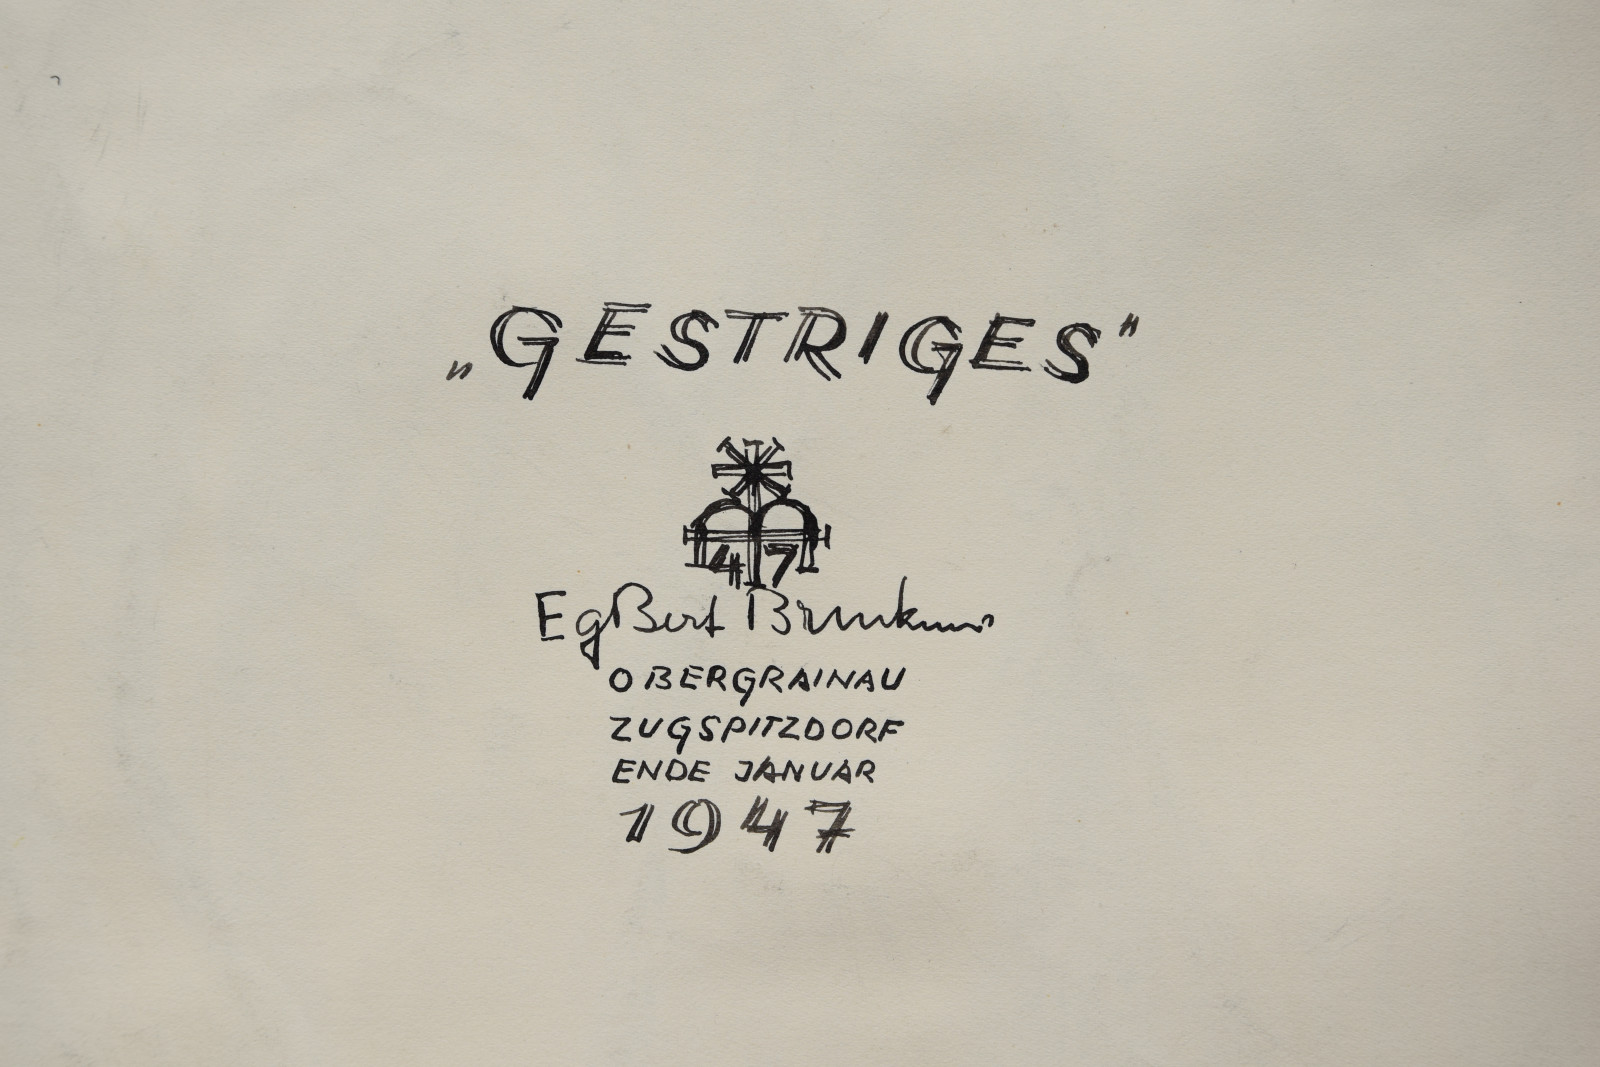 „GESTRIGES"
47
EgBert
OBERGRAINAU
ZUGSPITZDORF
ENDE JANUAR
1947